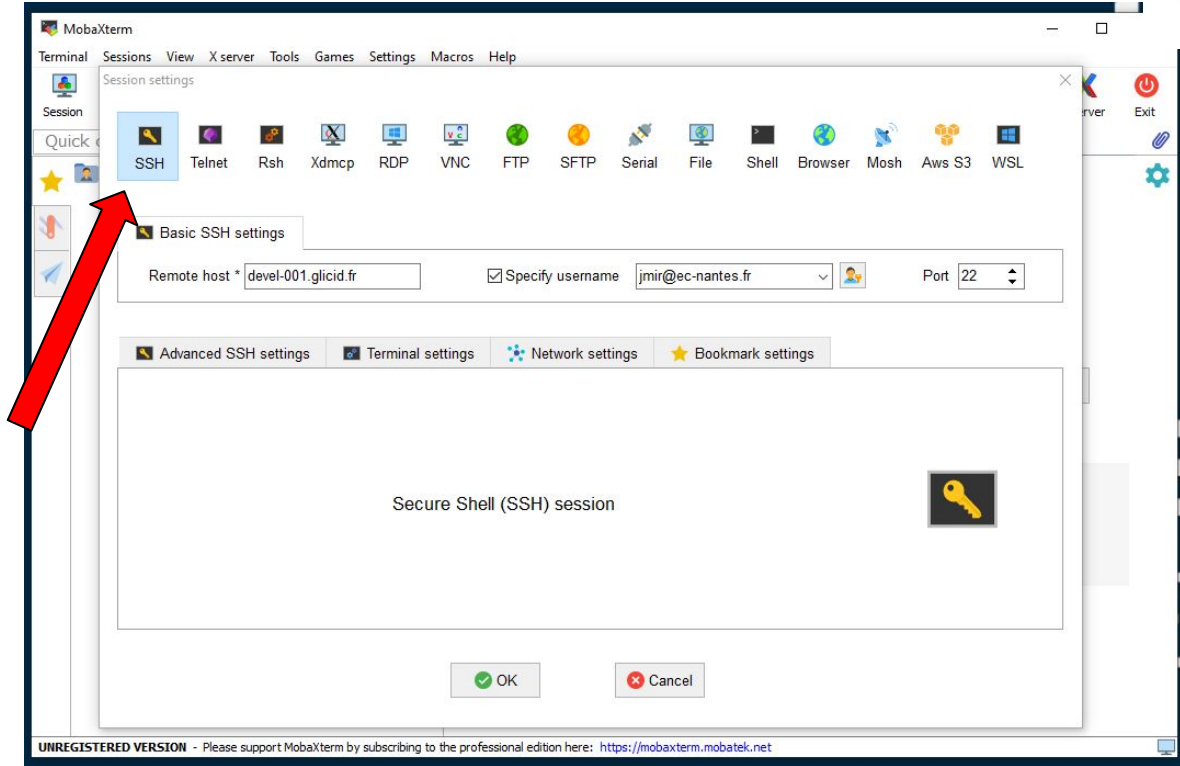 MobaXterm
Terminal Sessions View X server Tools Games Settings Macros Help
Session settings
Session
Exit
Quick
SSH Telnet Rsh Xdmcp RDP VNC FTP SFTP Serial File Shell Browser Mosh Aws S3 WSL
Basic SSH settings
Remote host * devel-001.glicid.fr Specify username jmir@ec-nantes.fr Port 22
Advanced SSH settings Terminal settings Network settings Bookmark settings
Secure Shell (SSH) session
OK Cancel
UNREGISTERED VERSION - Please support MobaXterm by subscribing to the professional edition here: https://mobaxterm.mobatek.net